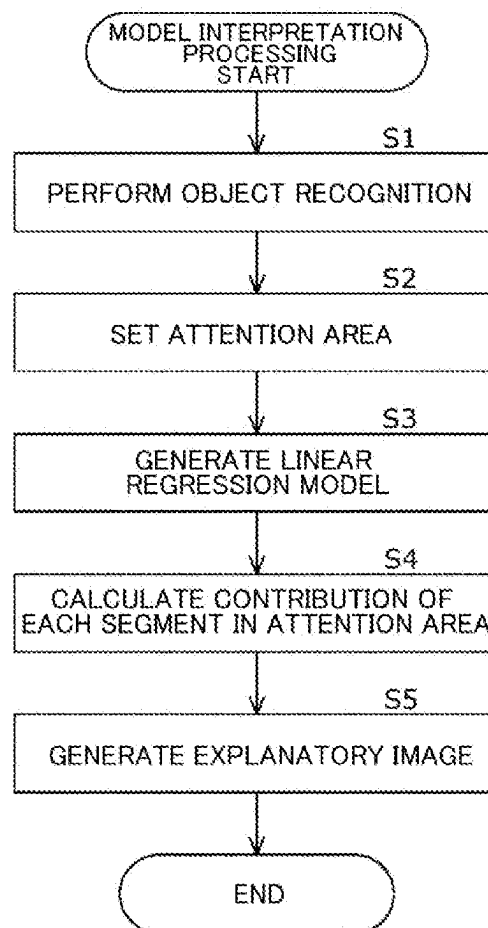 MODEL INTERPRETATION
PROCESSING
START
S1
PERFORM OBJECT RECOGNITION
S2
SET ATTENTION AREA
S3
GENERATE LINEAR
REGRESSION MODEL
S4
CALCULATE CONTRIBUTION OF
EACH SEGMENT IN ATTENTION AREA
S5
GENERATE EXPLANATORY IMAGE
END